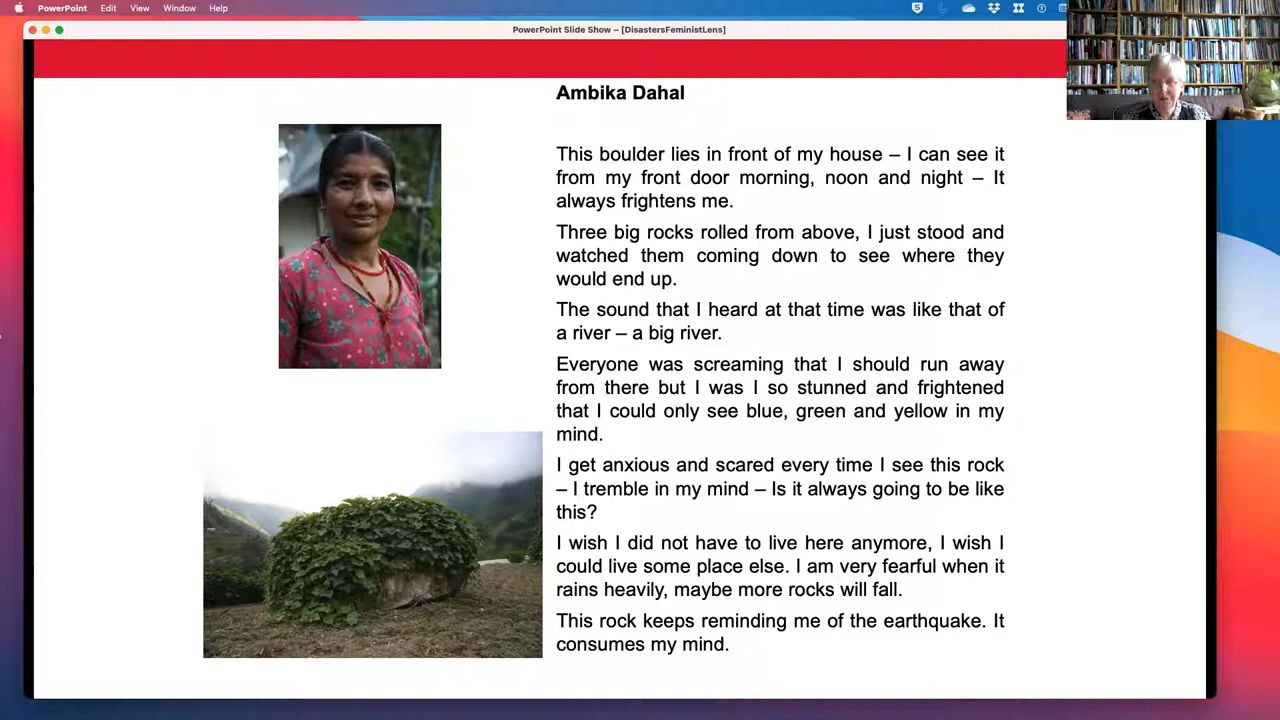 PowerPoint Edit View Window Help
PowerPoint Slide Show – [DisastersFeministLens]
Ambika Dahal
This boulder lies in front of my house – I can see it
from my front door morning, noon and night – It
always frightens me.
Three big rocks rolled from above, I just stood and
watched them coming down to see where they
would end up.
The sound that I heard at that time was like that of
a river – a big river.
Everyone was screaming that I should run away
from there but I was I so stunned and frightened
that I could only see blue, green and yellow in my
mind.
I get anxious and scared every time I see this rock
– I tremble in my mind – Is it always going to be like
this?
I wish I did not have to live here anymore, I wish I
could live some place else. I am very fearful when it
rains heavily, maybe more rocks will fall.
This rock keeps reminding me of the earthquake. It
consumes my mind.